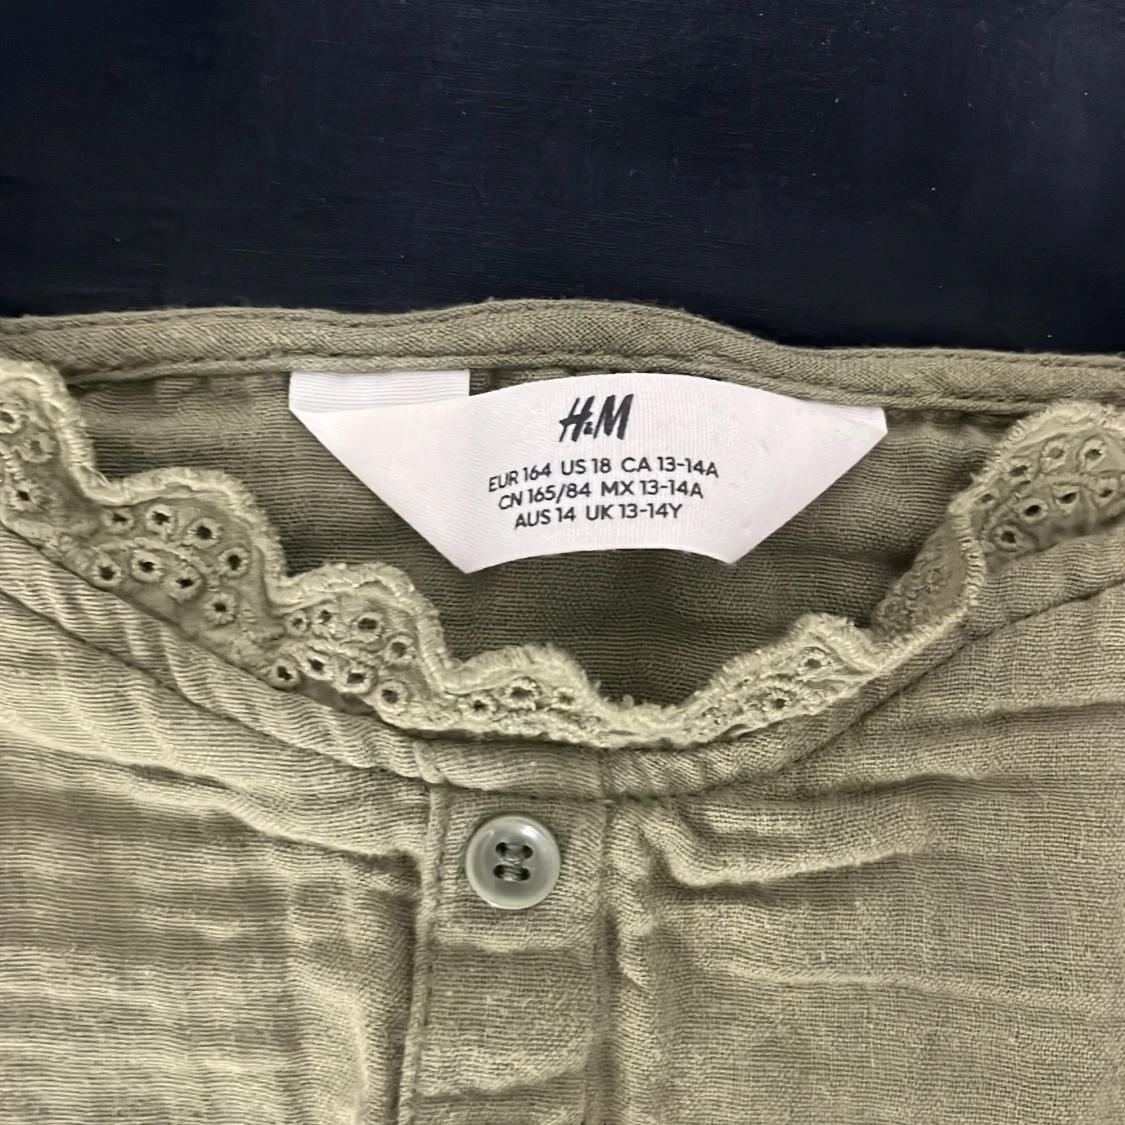 H&M
EUR 164 US 18 CA 13-14A
CN 165/84 MX 13-14A
AUS 14 UK 13-14Y